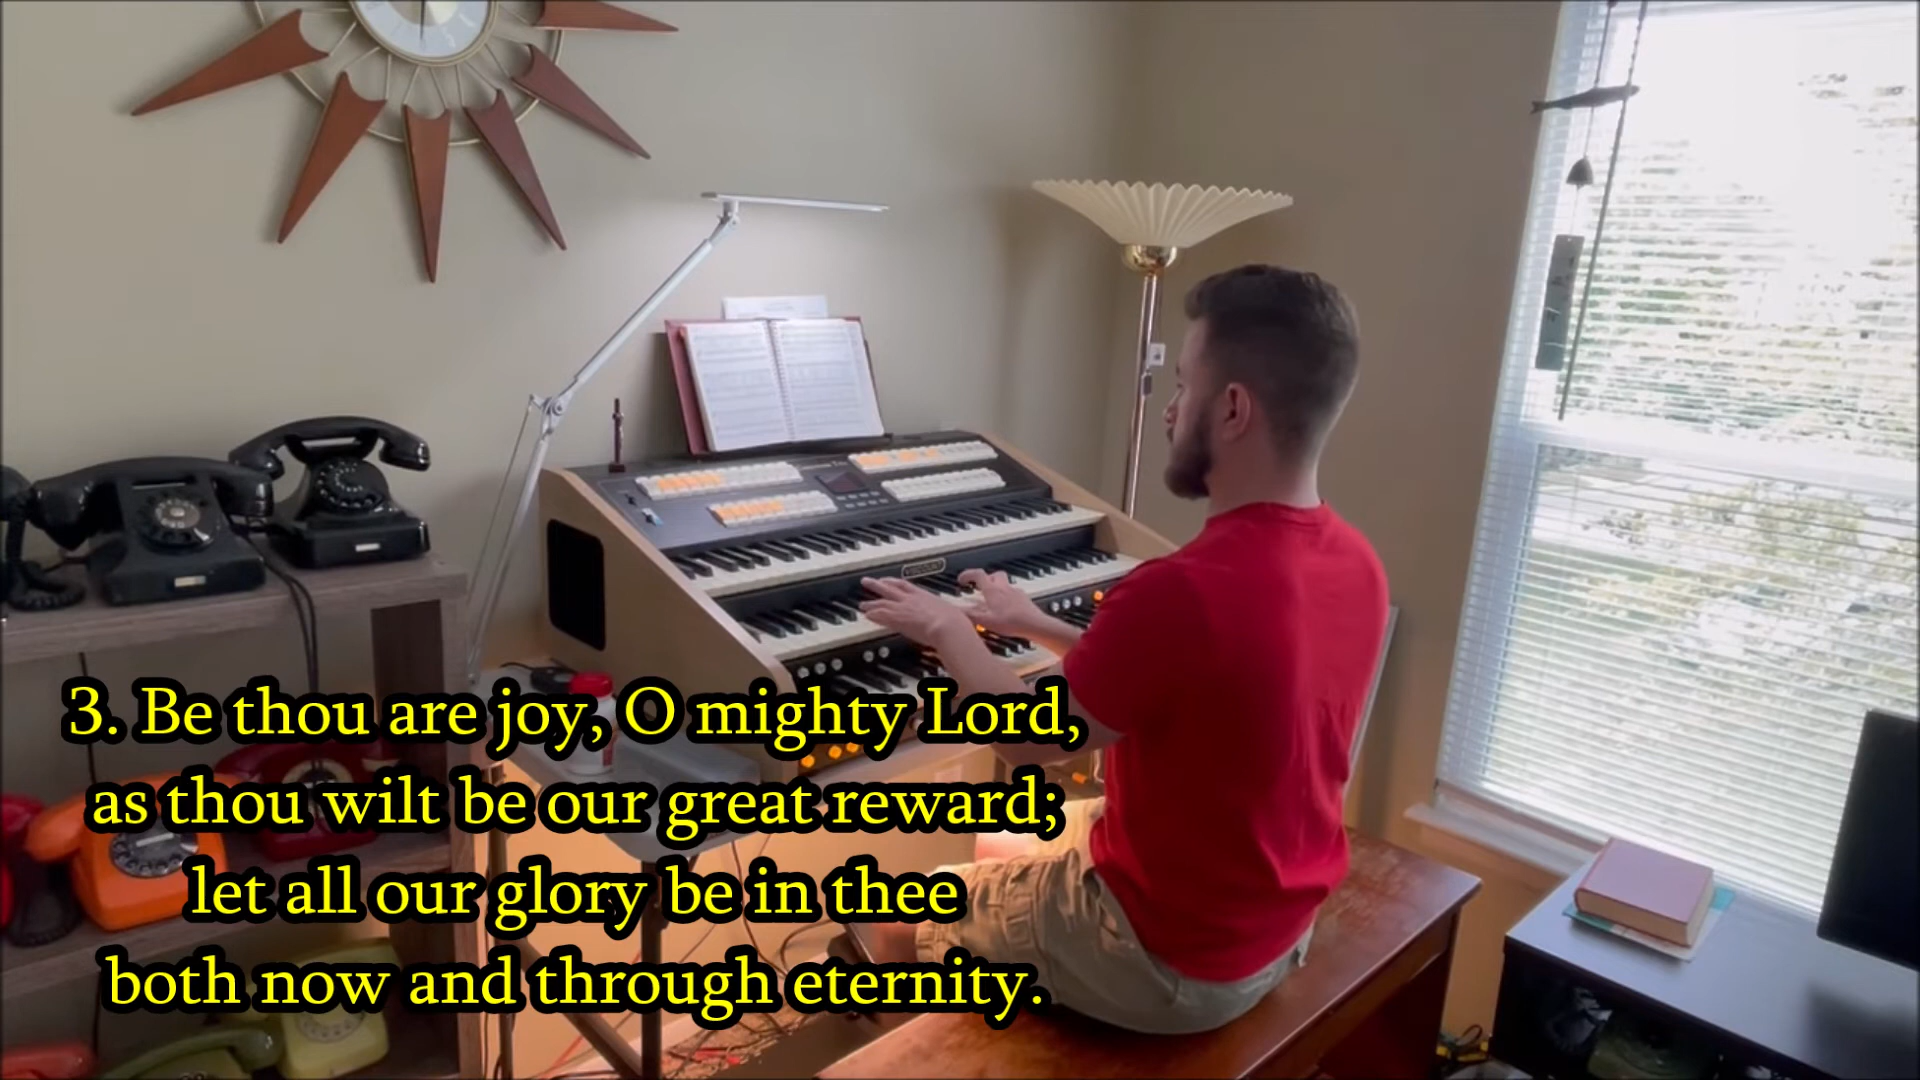 VISCOUNT
3. Be thou are joy, O mighty Lord,
as thou wilt be our great reward;
let all our glory be in thee
both now and through eternity.